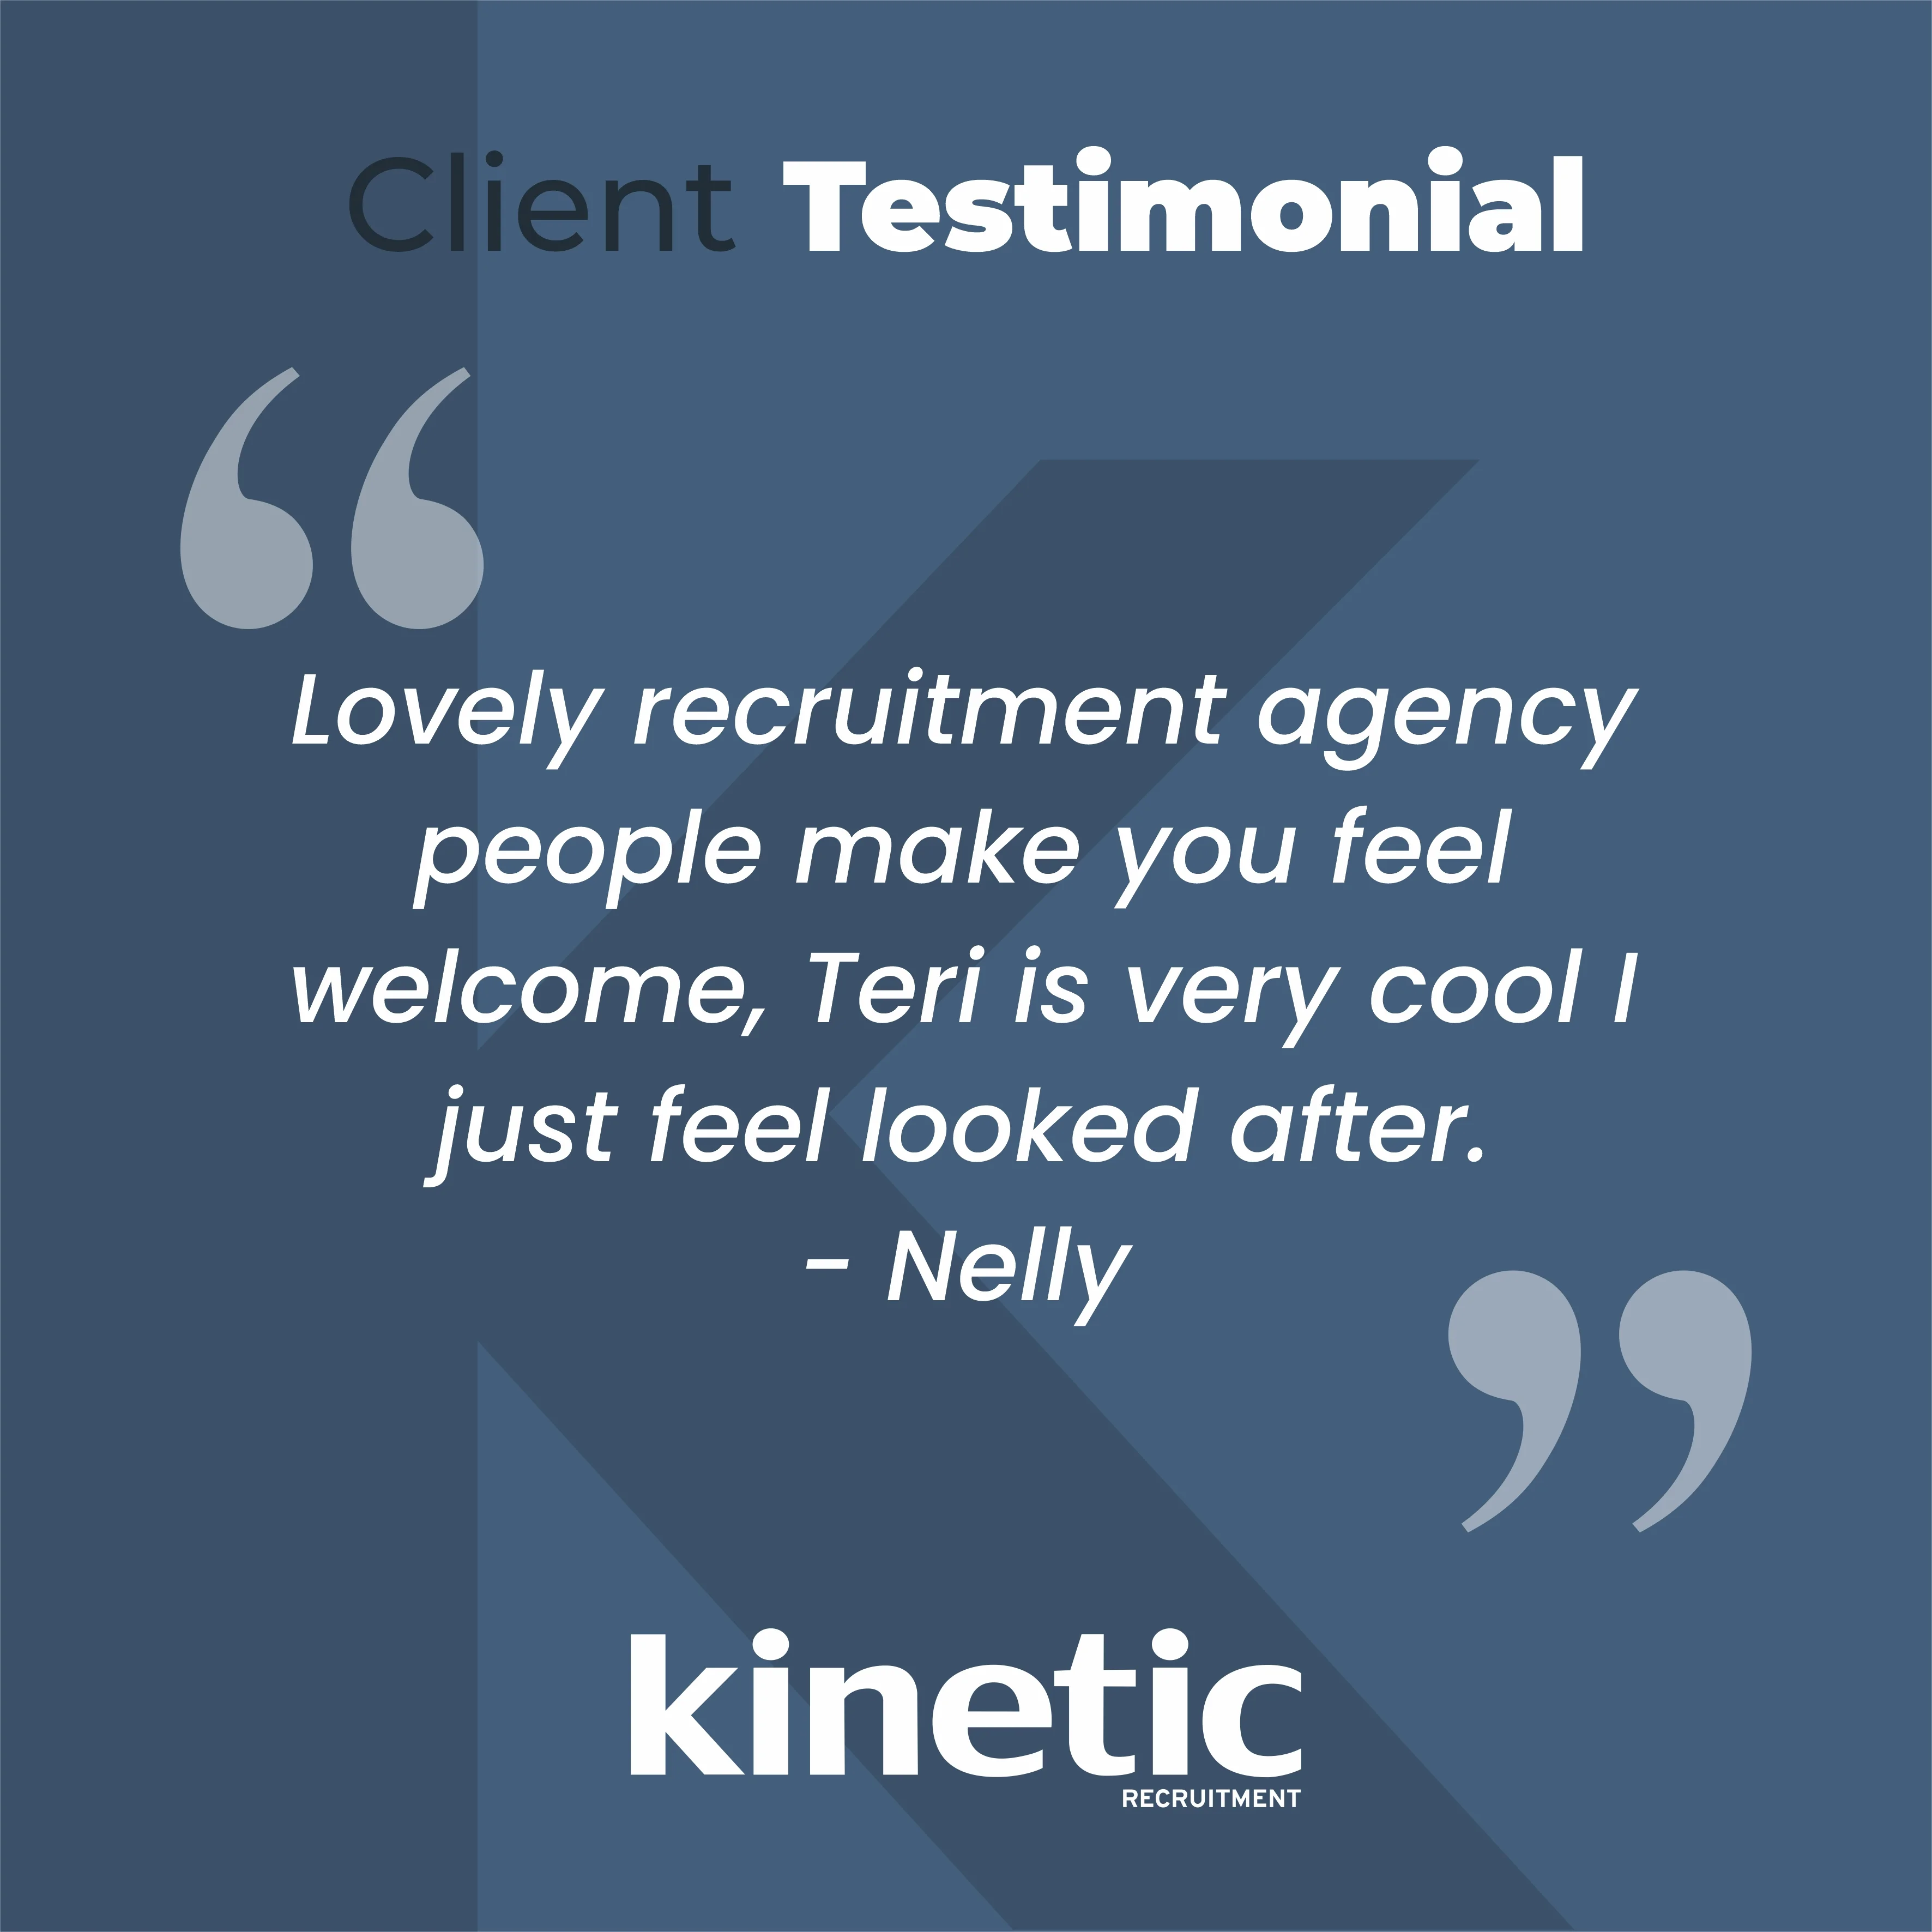 Client Testimonial
Lovely recruitment agency
people make you feel
welcome, Teri is very cool I
just feel looked after.
– Nelly
kinetic
RECRUITMENT